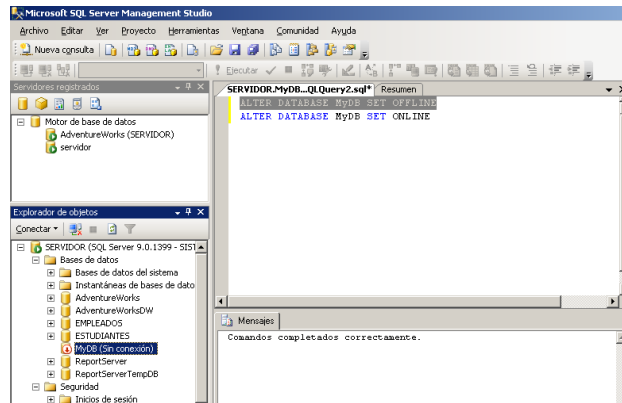 Microsoft SQL Server Management Studio
Archivo Editar Ver Proyecto Herramientas Ventana Comunidad Ayuda
Nueva consulta
Ejecutar
Servidores registrados
Motor de base de datos
AdventureWorks (SERVIDOR)
servidor
Explorador de objetos
Conectar
SERVIDOR (SQL Server 9.0.1399 - SIST
Bases de datos
Bases de datos del sistema
Instantáneas de bases de dato
AdventureWorks
AdventureWorksDW
EMPLEADOS
ESTUDIANTES
MyDB (Sin conexión)
ReportServer
ReportServerTempDB
Seguridad
Inicios de sesión
SERVIDOR.MyDB...QLQuery2.sql* Resumen
ALTER DATABASE MyDB SET OFFLINE
ALTER DATABASE MyDB SET ONLINE
Mensajes
Comandos completados correctamente.